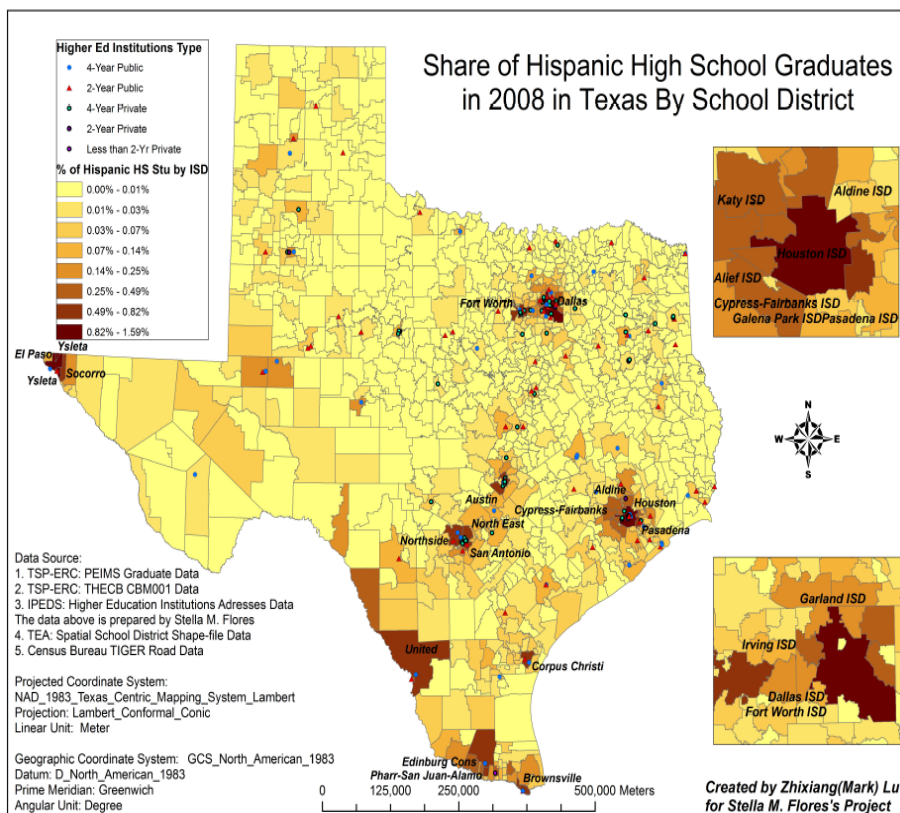 Share of Hispanic High School Graduates
in 2008 in Texas By School District
Higher Ed Institutions Type
4-Year Public
2-Year Public
4-Year Private
2-Year Private
Less than 2-Yr Private
% of Hispanic HS Stu by ISD
0.00% - 0.01%
0.01% - 0.03%
0.03% - 0.07%
0.07% - 0.14%
0.14% - 0.25%
0.25% - 0.49%
0.49% - 0.82%
0.82% - 1.59%
Ysleta
El Paso
Ysleta
Socorro
Fort Worth
Dallas
Austin
Aldine
Houston
Cypress-Fairbanks
Pasadena
North East
Northside
San Antonio
United
Corpus Christi
Edinburg Cons
Pharr-San Juan-Alamo
Brownsville
Katy ISD
Aldine ISD
Houston ISD
Alief ISD
Cypress-Fairbanks ISD
Galena Park ISD
Pasadena ISD
N
W
E
S
Garland ISD
Irving ISD
Dallas ISD
Fort Worth ISD
Data Source:
1. TSP-ERC: PEIMS Graduate Data
2. TSP-ERC: THECB CBM001 Data
3. IPEDS: Higher Education Institutions Adresses Data
The data above is prepared by Stella M. Flores
4. TEA: Spatial School District Shape-file Data
5. Census Bureau TIGER Road Data
Projected Coordinate System:
NAD_1983_Texas_Centric_Mapping_System_Lambert
Projection: Lambert_Conformal_Conic
Linear Unit: Meter
Geographic Coordinate System: GCS_North_American_1983
Datum: D_North_American_1983
Prime Meridian: Greenwich
Angular Unit: Degree
0 125,000 250,000 500,000 Meters
Created by Zhixiang(Mark) Lu
for Stella M. Flores's Project